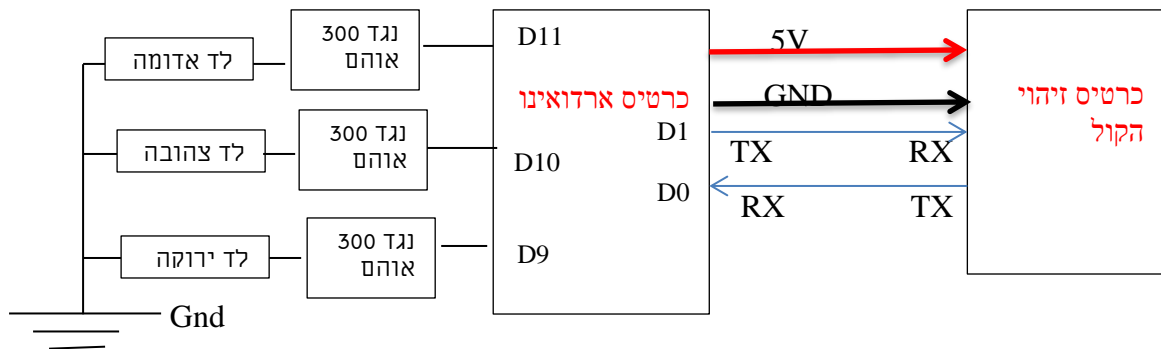 לד אדומה
נגד 300
אוהם
לד צהובה
נגד 300
אוהם
לד ירוקה
נגד 300
אוהם
Gnd
D11
כרטיס ארדואינו
D1
D10
D0
D9
5V
GND
TX
RX
RX
TX
כרטיס זיהוי
הקול